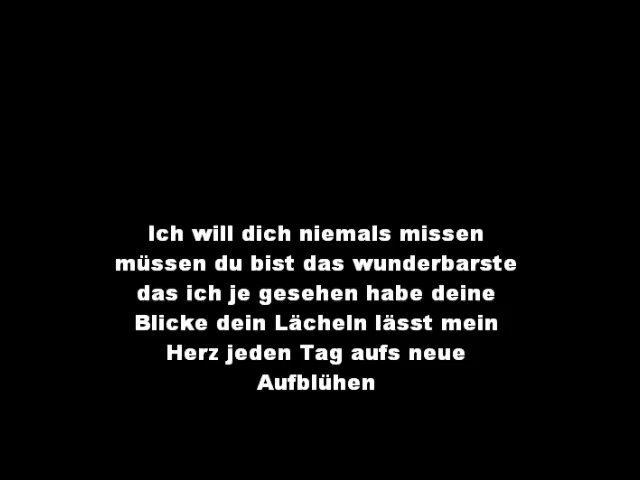 Ich will dich niemals missen
müssen du bist das wunderbarste
das ich je gesehen habe deine
Blicke dein Lächeln lässt mein
Herz jeden Tag aufs neue
Aufblühen